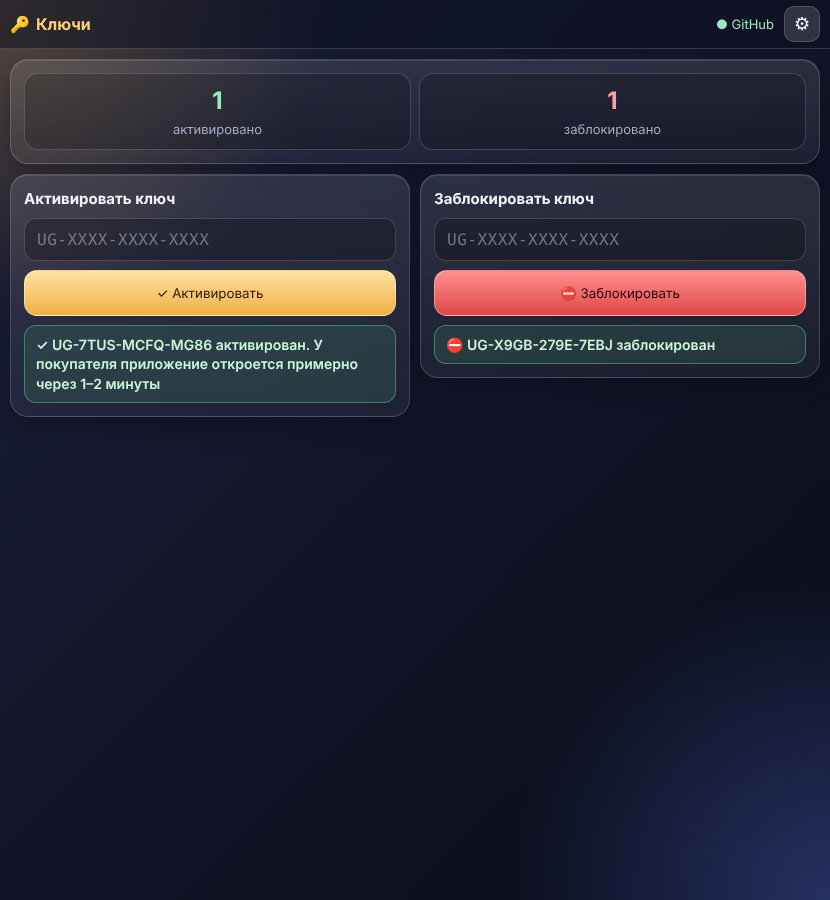 🔑 Ключи
GitHub
⚙
1
активировано
1
заблокировано
Активировать ключ
UG-XXXX-XXXX-XXXX
✓ Активировать
✓ UG-7TUS-MCFQ-MG86 активирован. У
покупателя приложение откроется примерно
через 1–2 минуты
Заблокировать ключ
UG-XXXX-XXXX-XXXX
⛔ Заблокировать
⛔ UG-X9GB-279E-7EBJ заблокирован